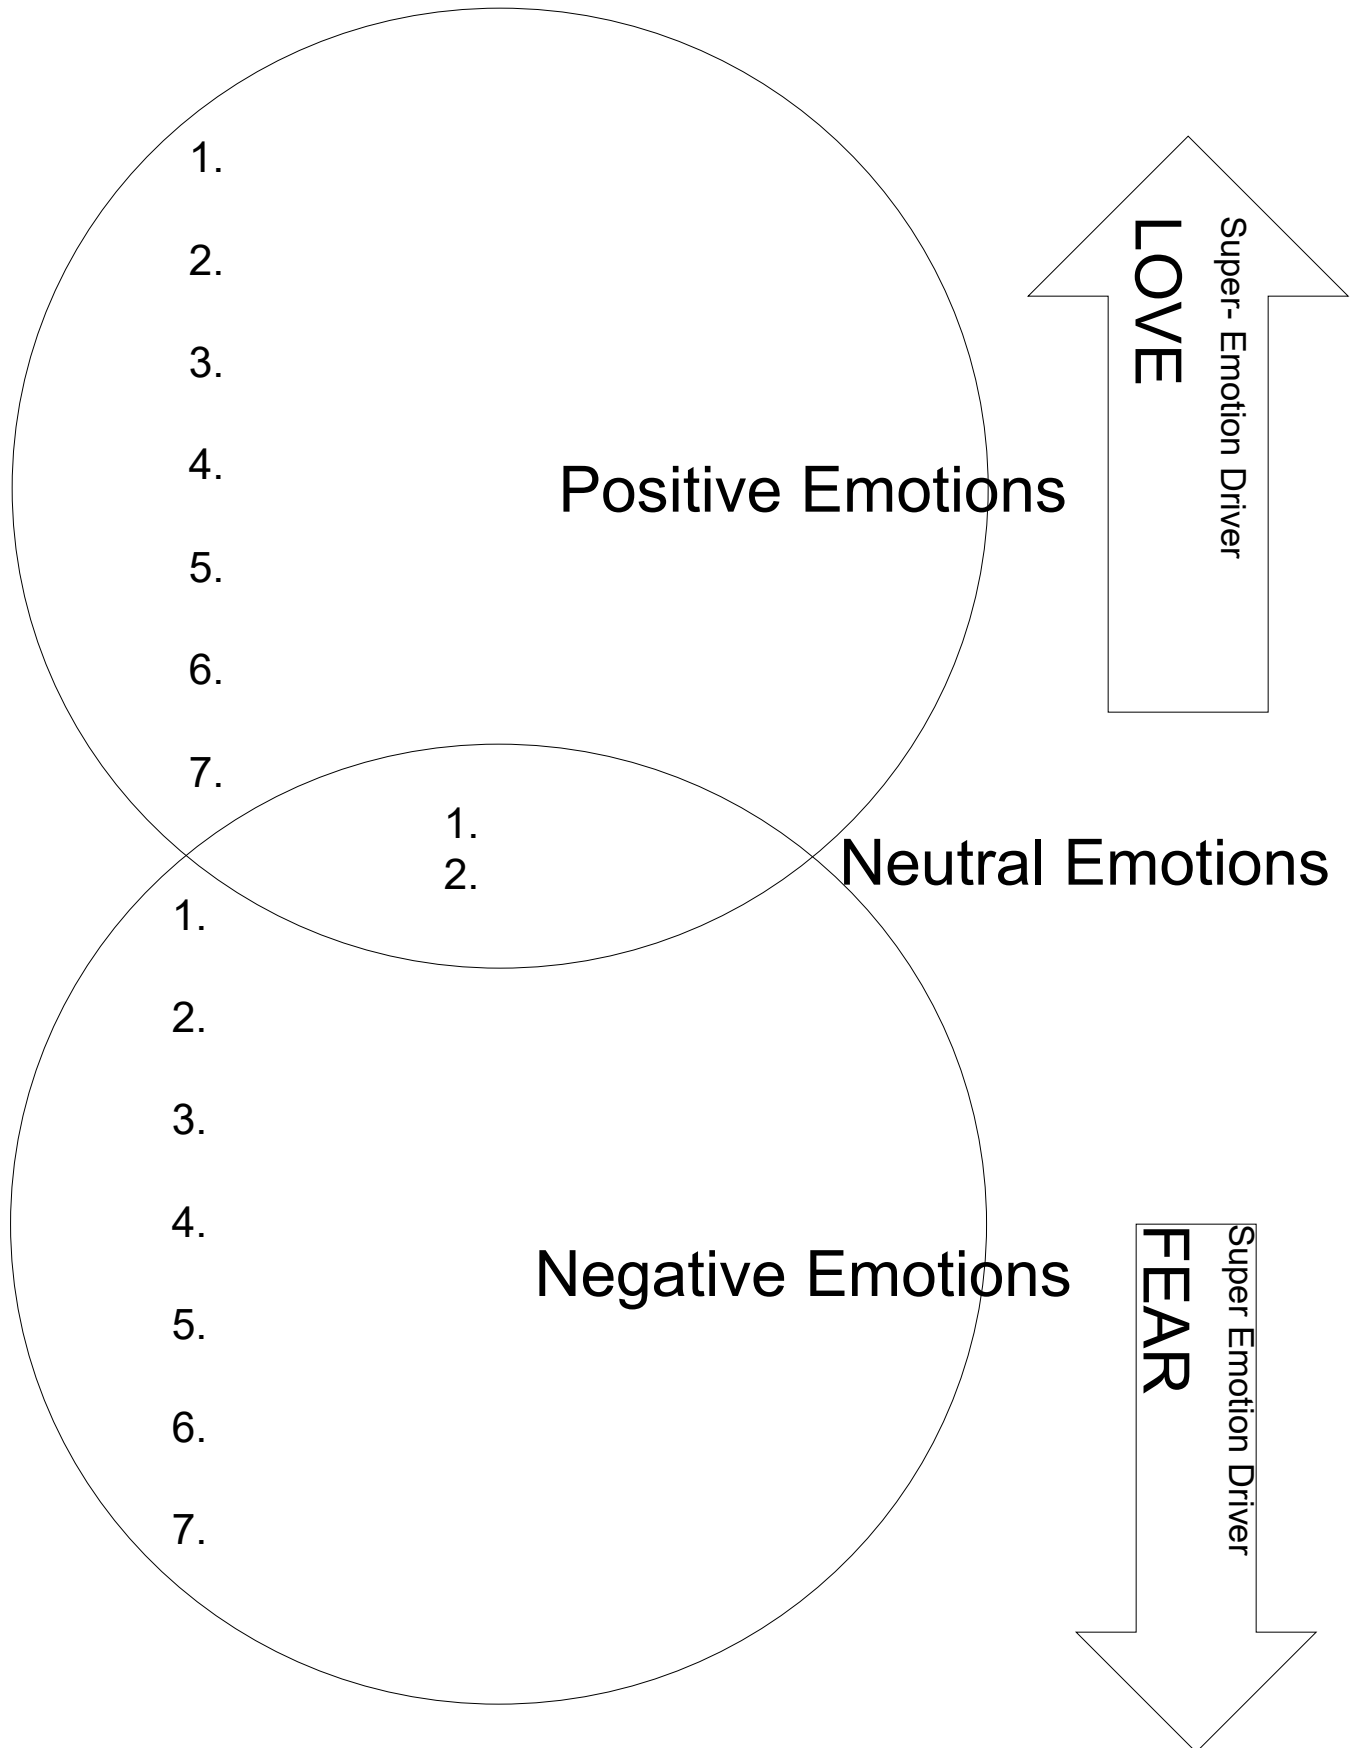 1.
2.
3.
4.
5.
6.
7.
Positive Emotions
LOVE
Super- Emotion Driver
1.
2.
Neutral Emotions
1.
2.
3.
4.
5.
6.
7.
Negative Emotions
FEAR
Super Emotion Driver